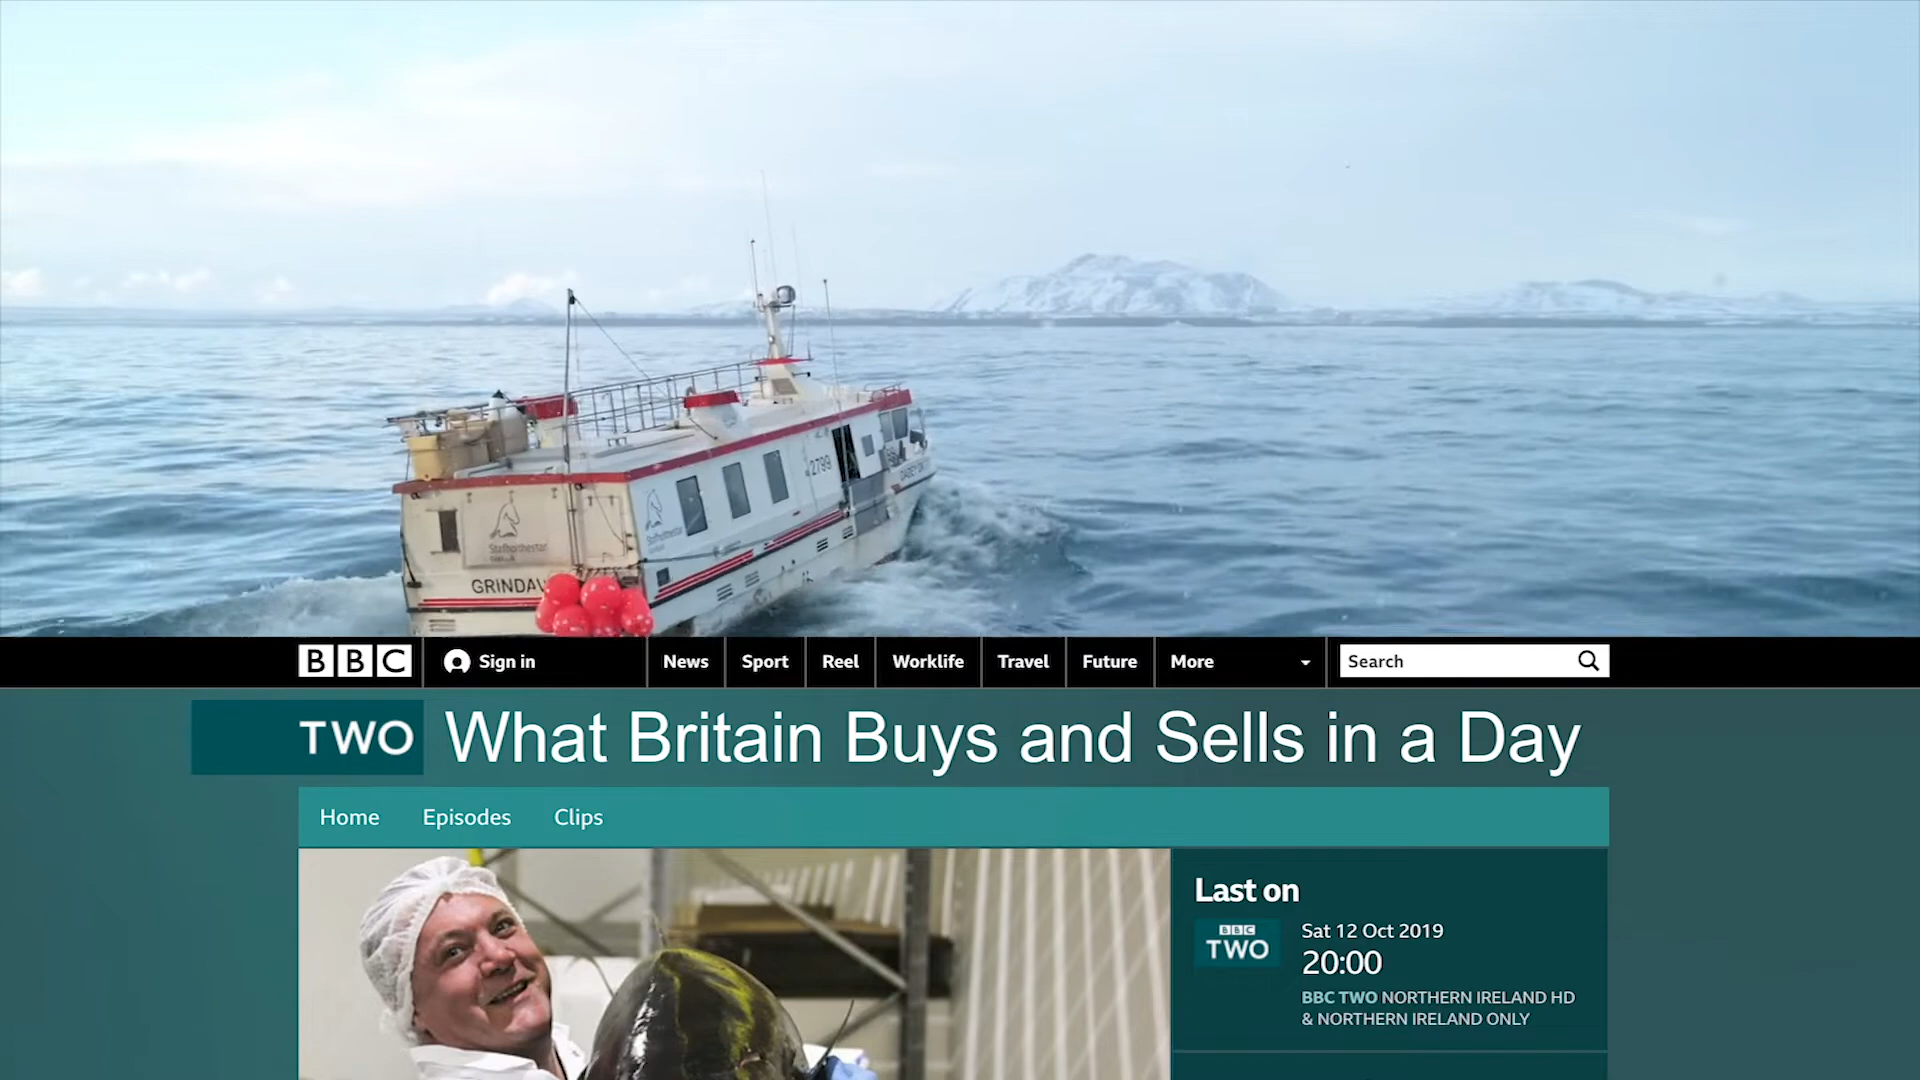 2799
Stafnothestar
GRINDAV
BBC
Sign in
News
Sport
Reel
Worklife
Travel
Future
More
Search
TWO
What Britain Buys and Sells in a Day
Home
Episodes
Clips
Last on
BBC
TWO
Sat 12 Oct 2019
20:00
BBC TWO NORTHERN IRELAND HD
& NORTHERN IRELAND ONLY